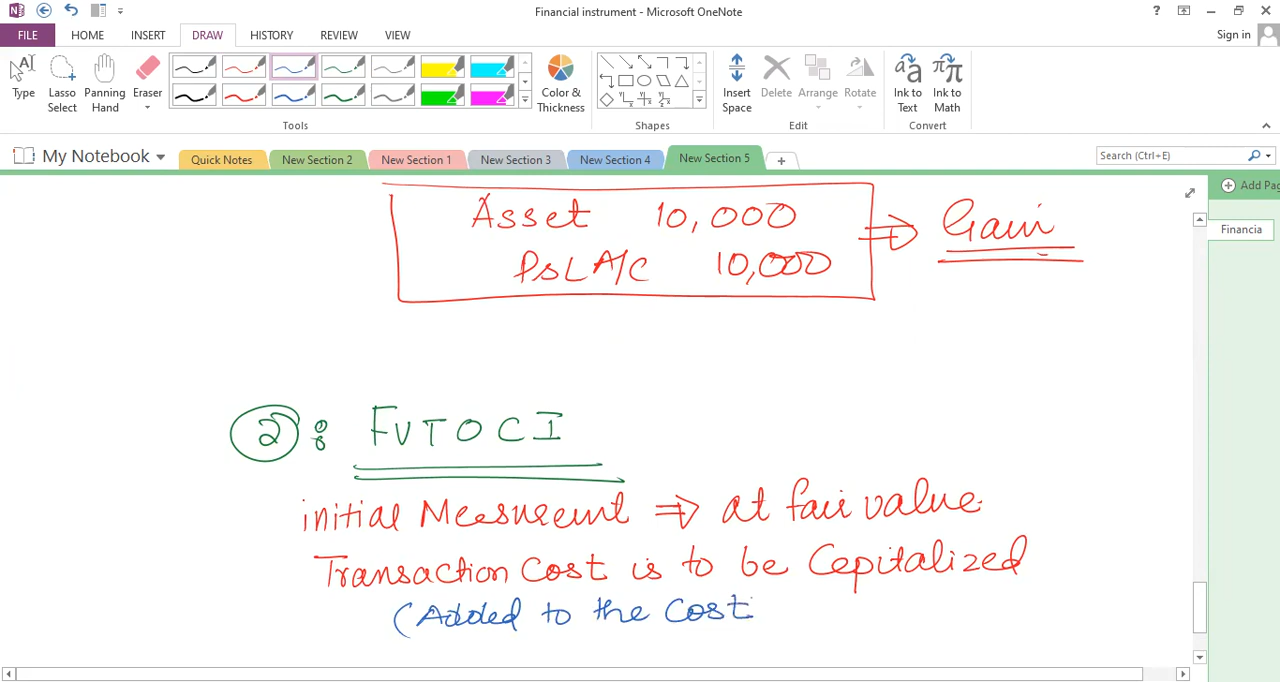 Financial instrument - Microsoft OneNote
?
FILE HOME INSERT DRAW HISTORY REVIEW VIEW
Sign in
Type Lasso Select Panning Hand Eraser
Color & Thickness
Insert Space Delete Arrange Rotate
Ink to Text Ink to Math
Tools Shapes Edit Convert
My Notebook Quick Notes New Section 2 New Section 1 New Section 3 New Section 4 New Section 5
Search (Ctrl+E)
Add Pag
Financia
Asset 10,000
PsL A/C 10,000
Gain
2: FVTOCI
initial Measurement ⇒ at fair value.
Transaction Cost is to be Cepitalized
(Added to the Cost